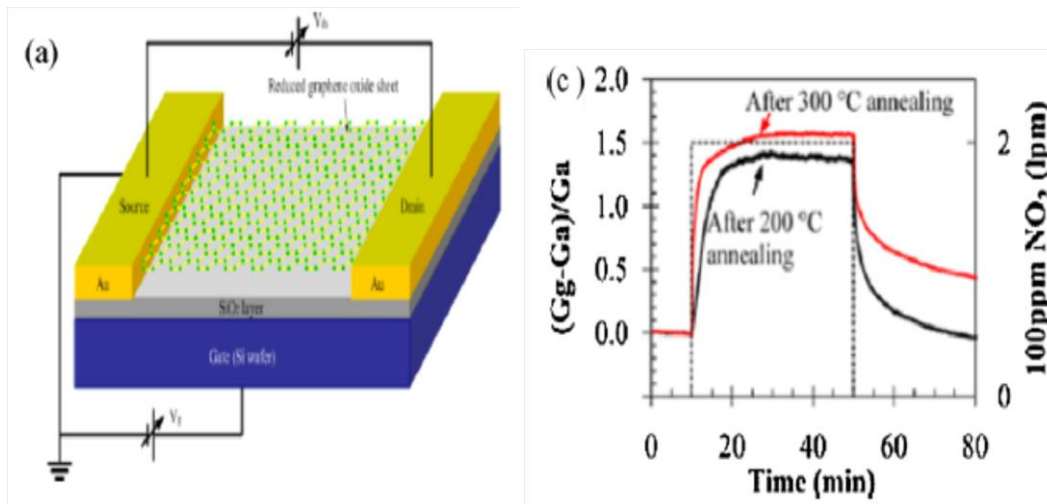 (a)
V_ds
Reduced graphene oxide sheet
Source
Drain
Au
Au
SiO₂ layer
Gate (Si wafer)
V_g
(c)
2.0
1.5
1.0
0.5
0.0
(Gg-Ga)/Ga
After 300 °C annealing
After 200 °C
annealing
2
0
100ppm NO₂ (lpm)
0
20
40
60
80
Time (min)